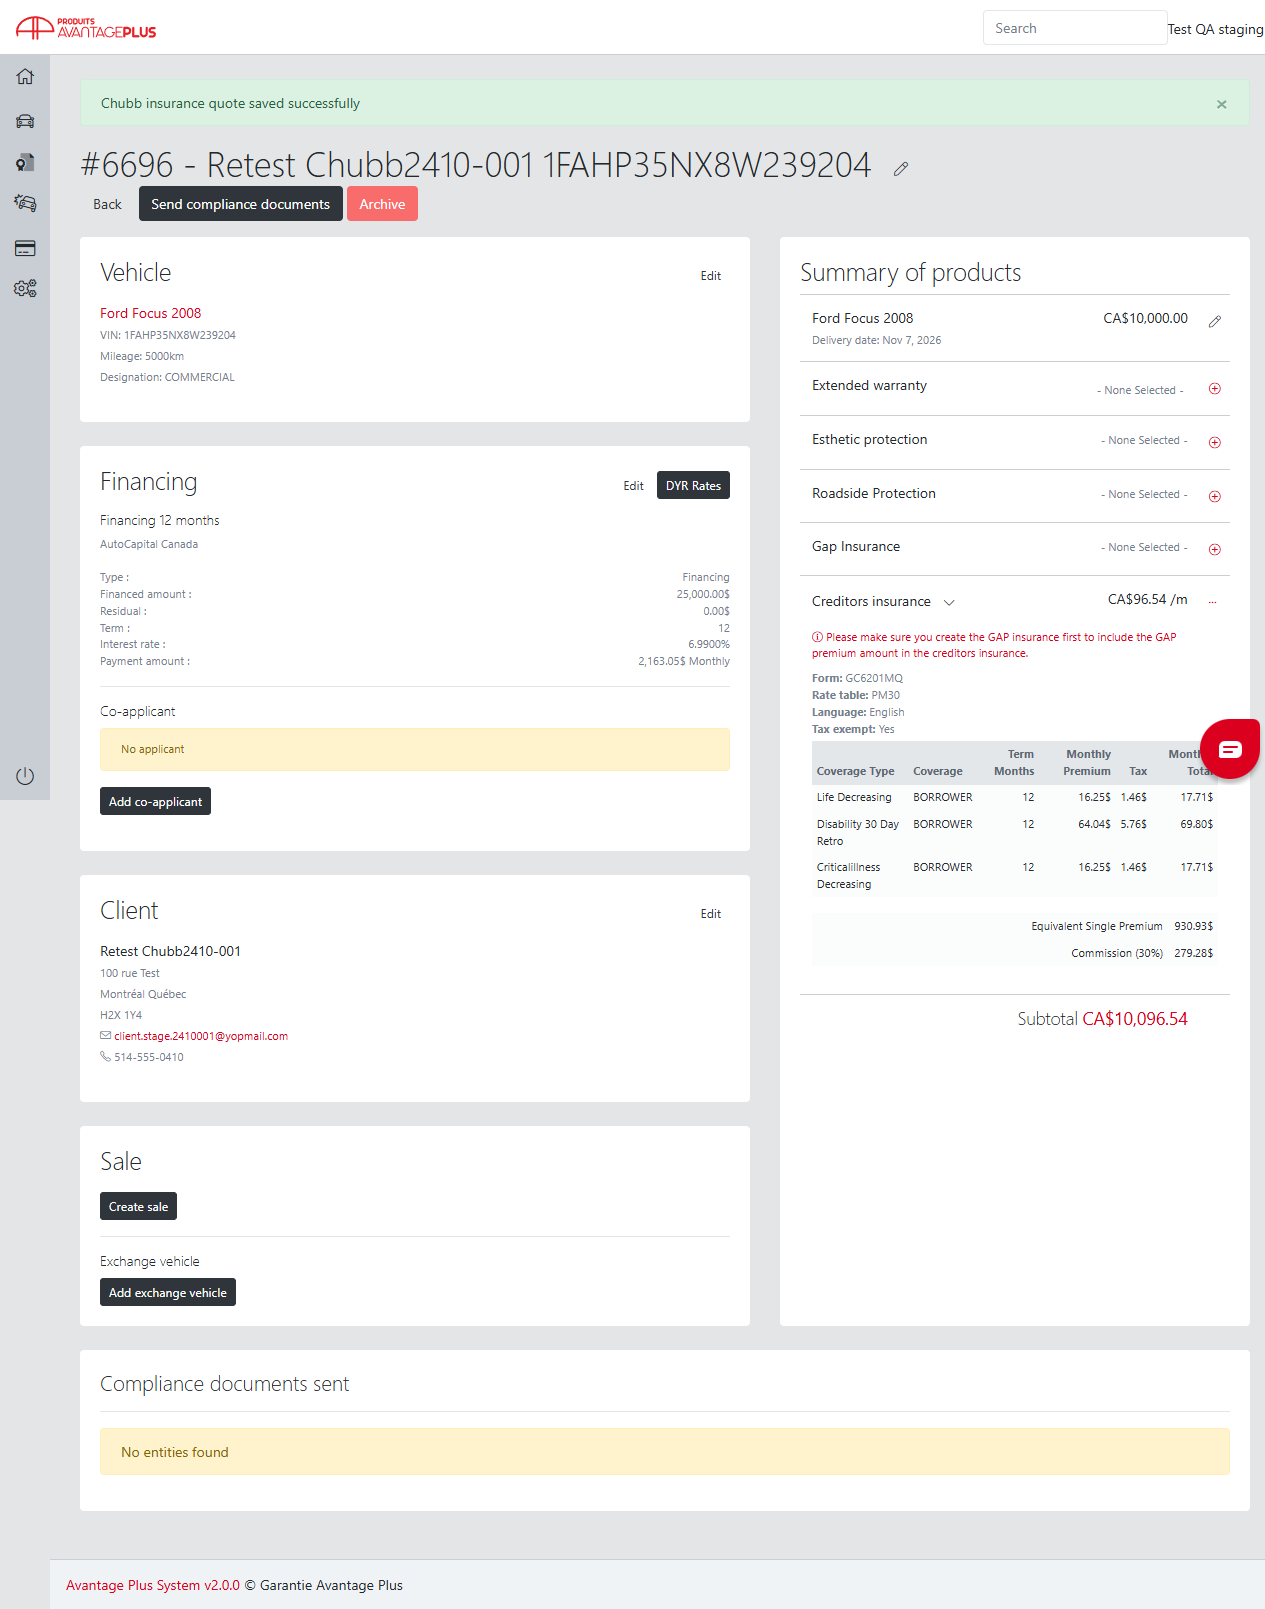 PRODUITS
AVANTAGEPLUS
Search
Test QA staging
Chubb insurance quote saved successfully
×
#6696 - Retest Chubb2410-001 1FAHP35NX8W239204
Back
Send compliance documents
Archive
Vehicle
Edit
Ford Focus 2008
VIN: 1FAHP35NX8W239204
Mileage: 5000km
Designation: COMMERCIAL
Financing
Edit
DYR Rates
Financing 12 months
AutoCapital Canada
Type : Financing
Financed amount : 25,000.00$
Residual : 0.00$
Term : 12
Interest rate : 6.9900%
Payment amount : 2,163.05$ Monthly
Co-applicant
No applicant
Add co-applicant
Client
Edit
Retest Chubb2410-001
100 rue Test
Montréal Québec
H2X 1Y4
client.stage.2410001@yopmail.com
514-555-0410
Sale
Create sale
Exchange vehicle
Add exchange vehicle
Summary of products
Ford Focus 2008 CA$10,000.00
Delivery date: Nov 7, 2026
Extended warranty - None Selected -
Esthetic protection - None Selected -
Roadside Protection - None Selected -
Gap Insurance - None Selected -
Creditors insurance CA$96.54 /m ...
Please make sure you create the GAP insurance first to include the GAP
premium amount in the creditors insurance.
Form: GC6201MQ
Rate table: PM30
Language: English
Tax exempt: Yes
Term Monthly
Coverage Type Coverage Months Premium Tax
Life Decreasing BORROWER 12 16.25$ 1.46$ 17.71$
Disability 30 Day BORROWER 12 64.04$ 5.76$ 69.80$
Retro
Criticalillness BORROWER 12 16.25$ 1.46$ 17.71$
Decreasing
Equivalent Single Premium 930.93$
Commission (30%) 279.28$
Subtotal CA$10,096.54
Compliance documents sent
No entities found
Avantage Plus System v2.0.0 © Garantie Avantage Plus